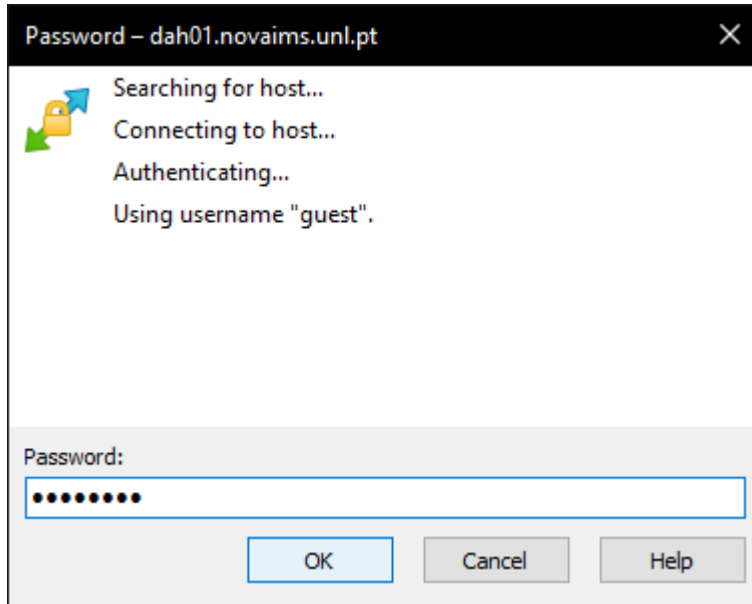 Password – dah01.novaims.unl.pt
Searching for host...
Connecting to host...
Authenticating...
Using username "guest".
Password:
••••••••
OK
Cancel
Help